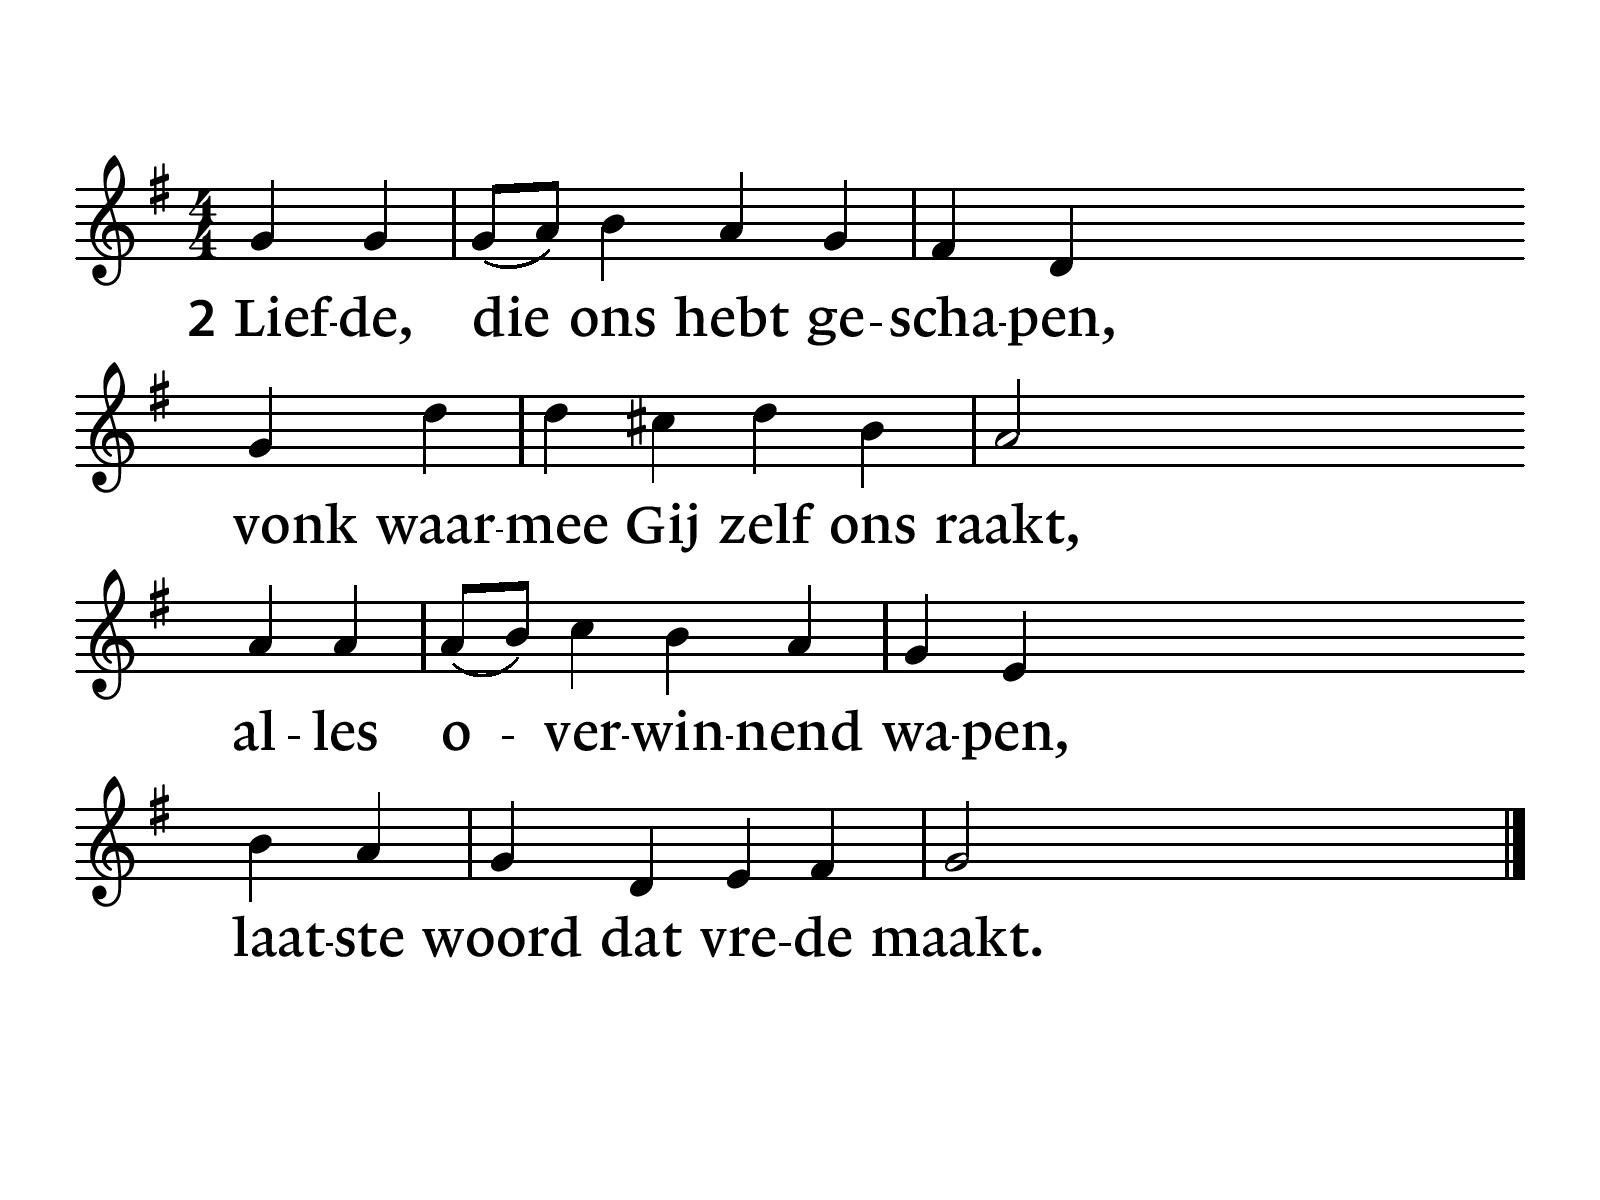 2 Lief-de, die ons hebt ge-scha-pen,
vonk waar-mee Gij zelf ons raakt,
al-les o-ver-win-nend wa-pen,
laat-ste woord dat vre-de maakt.